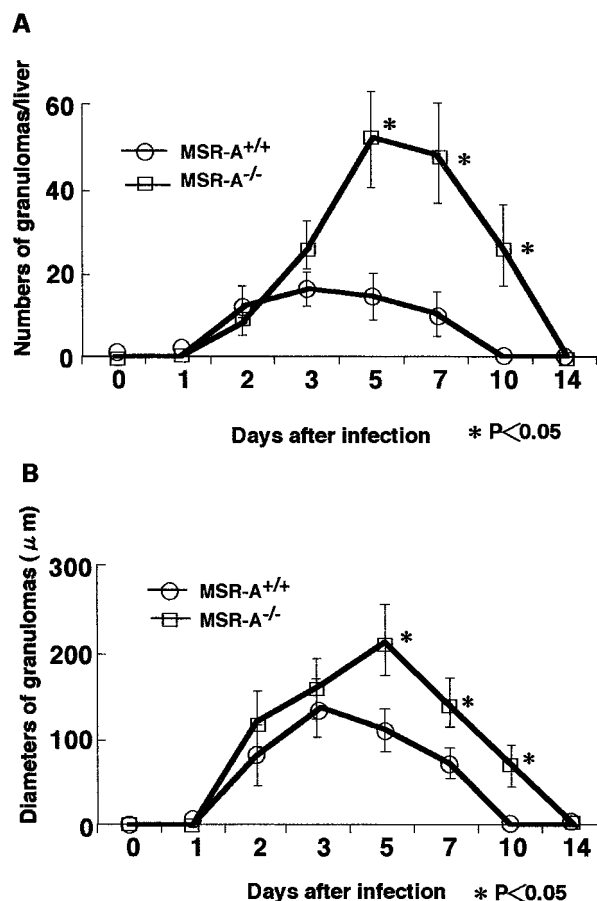 A
Numbers of granulomas/liver
60
40
20
0
MSR-A+/+
MSR-A-/-
*
*
*
0 1 2 3 5 7 10 14
Days after infection * P<0.05
B
Diameters of granulomas (μm)
300
200
100
0
MSR-A+/+
MSR-A-/-
*
*
*
0 1 2 3 5 7 10 14
Days after infection * P<0.05